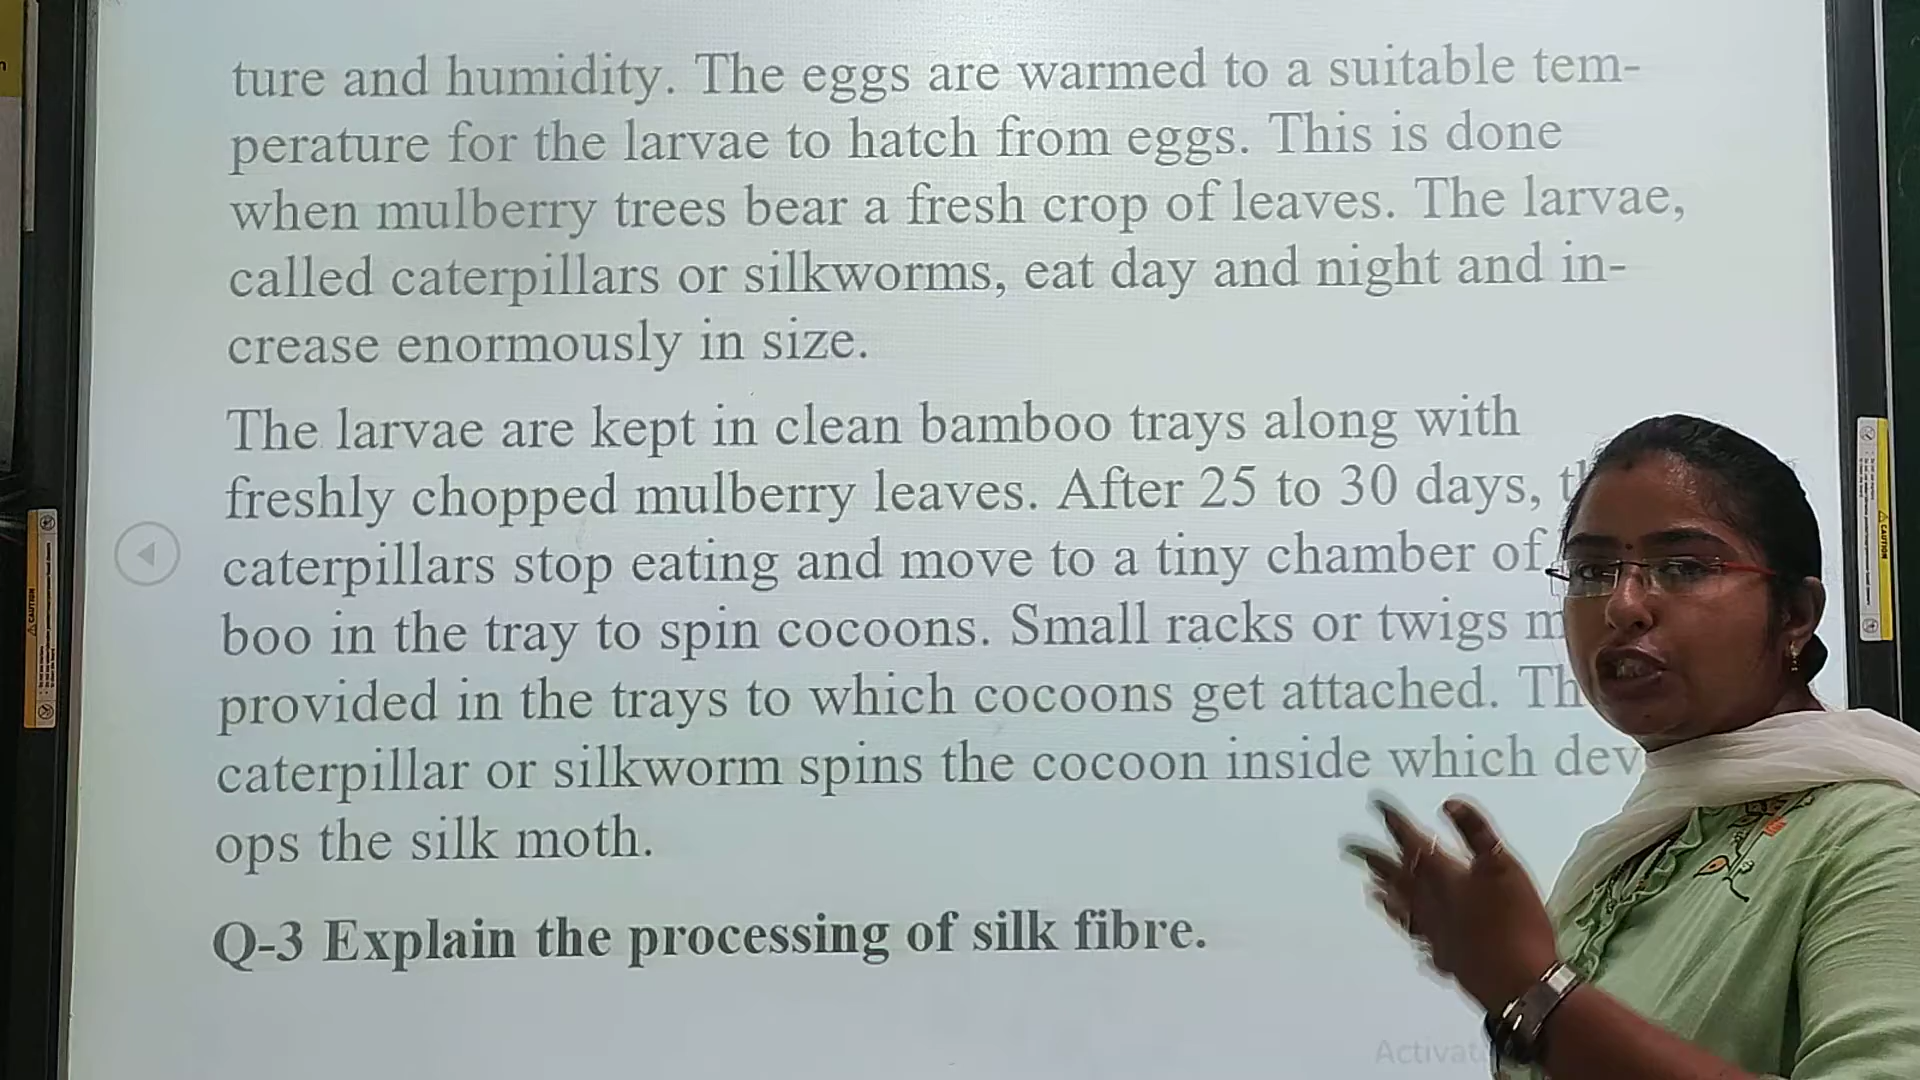 ture and humidity. The eggs are warmed to a suitable tem-
perature for the larvae to hatch from eggs. This is done
when mulberry trees bear a fresh crop of leaves. The larvae,
called caterpillars or silkworms, eat day and night and in-
crease enormously in size.
The larvae are kept in clean bamboo trays along with
freshly chopped mulberry leaves. After 25 to 30 days,
caterpillars stop eating and move to a tiny chamber of
boo in the tray to spin cocoons. Small racks or twigs
provided in the trays to which cocoons get attached.
caterpillar or silkworm spins the cocoon inside which dev
ops the silk moth.
Q-3 Explain the processing of silk fibre.
CAUTION
CAUTION